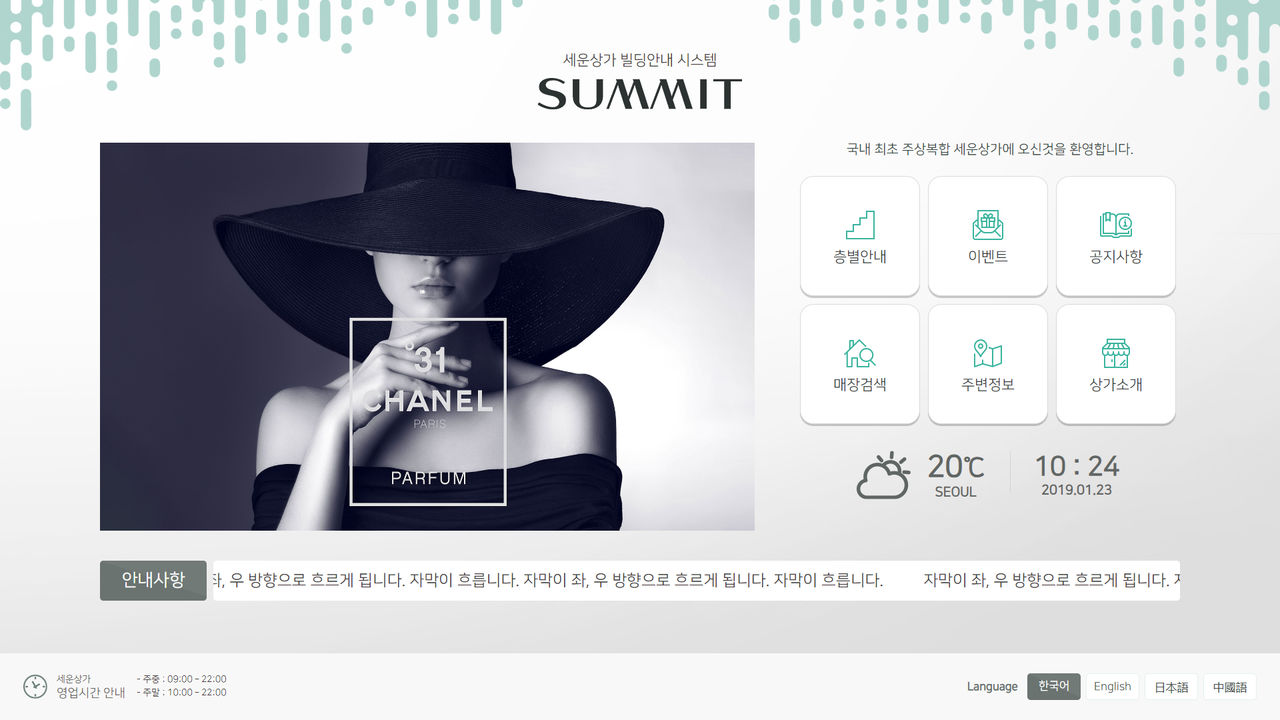 세운상가 빌딩안내 시스템
SUMMIT
°31
CHANEL
PARIS
PARFUM
국내 최초 주상복합 세운상가에 오신것을 환영합니다.
층별안내
이벤트
공지사항
매장검색
주변정보
상가소개
20℃
SEOUL
10 : 24
2019.01.23
안내사항
좌, 우 방향으로 흐르게 됩니다. 자막이 흐릅니다. 자막이 좌, 우 방향으로 흐르게 됩니다. 자막이 흐릅니다. 자막이 좌, 우 방향으로 흐르게 됩니다.
세운상가
영업시간 안내
- 주중 : 09:00 - 22:00
- 주말 : 10:00 - 22:00
Language
한국어
English
日本語
中國語